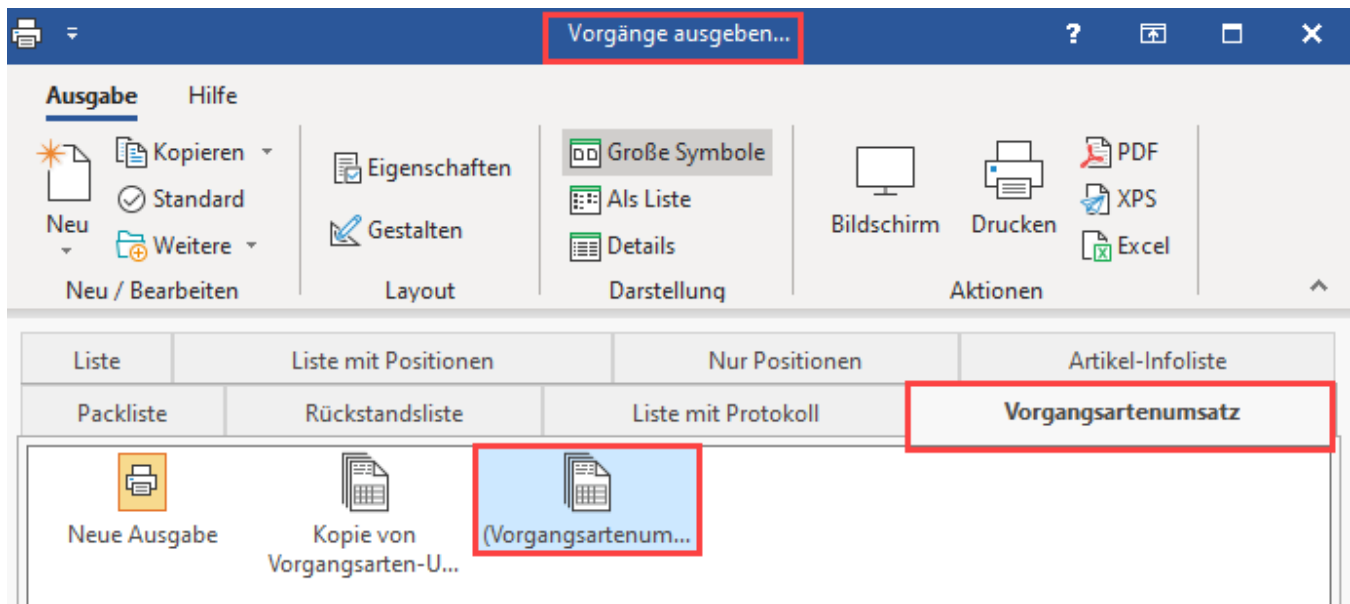 Vorgänge ausgeben...
?
Ausgabe Hilfe
Neu
Kopieren
Standard
Weitere
Neu / Bearbeiten
Eigenschaften
Gestalten
Layout
Große Symbole
Als Liste
Details
Darstellung
Bildschirm
Drucken
PDF
XPS
Excel
Aktionen
Liste Liste mit Positionen Nur Positionen Artikel-Infoliste
Packliste Rückstandsliste Liste mit Protokoll Vorgangsartenumsatz
Neue Ausgabe
Kopie von
Vorgangsarten-U...
(Vorgangsartenum...